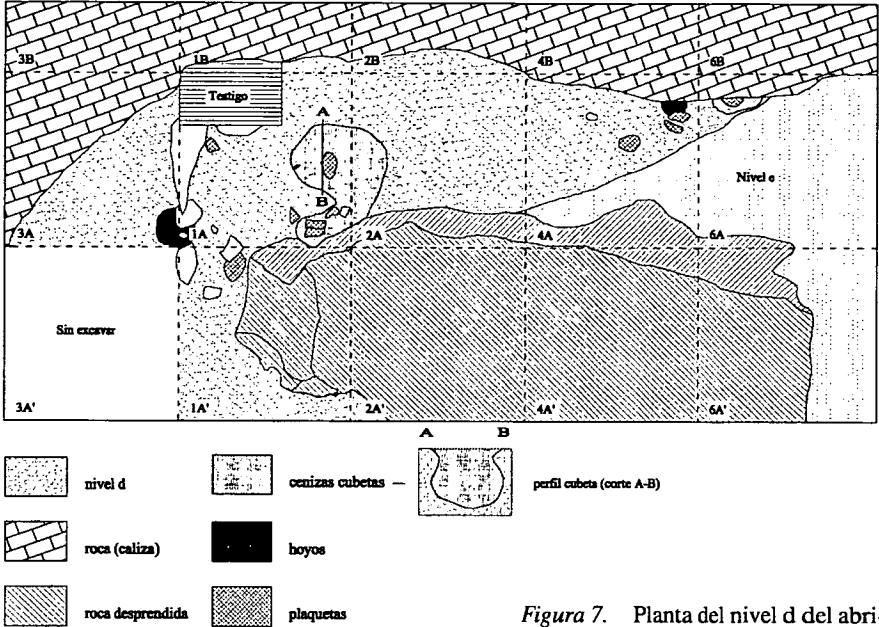 3B 1B 2B 4B 6B
Testigo
A
B
Nivel e
3A 1A 2A 4A 6A
Sin excavar
3A' 1A' 2A' 4A' 6A'
A B
nivel d
cenizas cubetas –
perfil cubeta (corte A-B)
roca (caliza)
hoyos
roca desprendida
plaquetas
Figura 7. Planta del nivel d del abri-